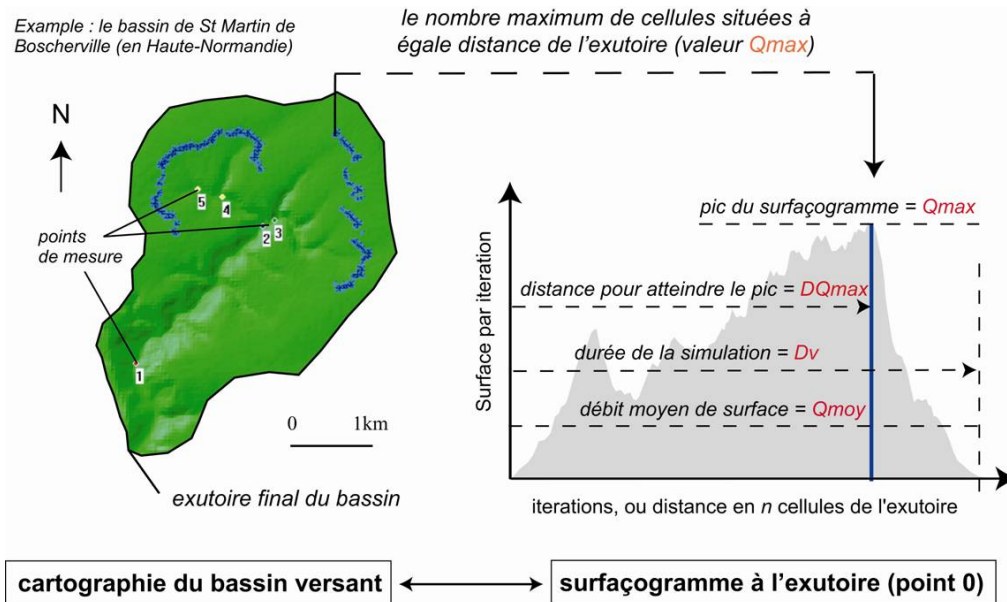 Example : le bassin de St Martin de
Boscherville (en Haute-Normandie)
le nombre maximum de cellules situées à
égale distance de l'exutoire (valeur Qmax)
N
5
4
2
3
points
de mesure
1
0 1km
exutoire final du bassin
pic du surfaçogramme = Qmax
distance pour atteindre le pic = DQmax
durée de la simulation = Dv
débit moyen de surface = Qmoy
Surface par iteration
iterations, ou distance en n cellules de l'exutoire
cartographie du bassin versant
surfaçogramme à l'exutoire (point 0)